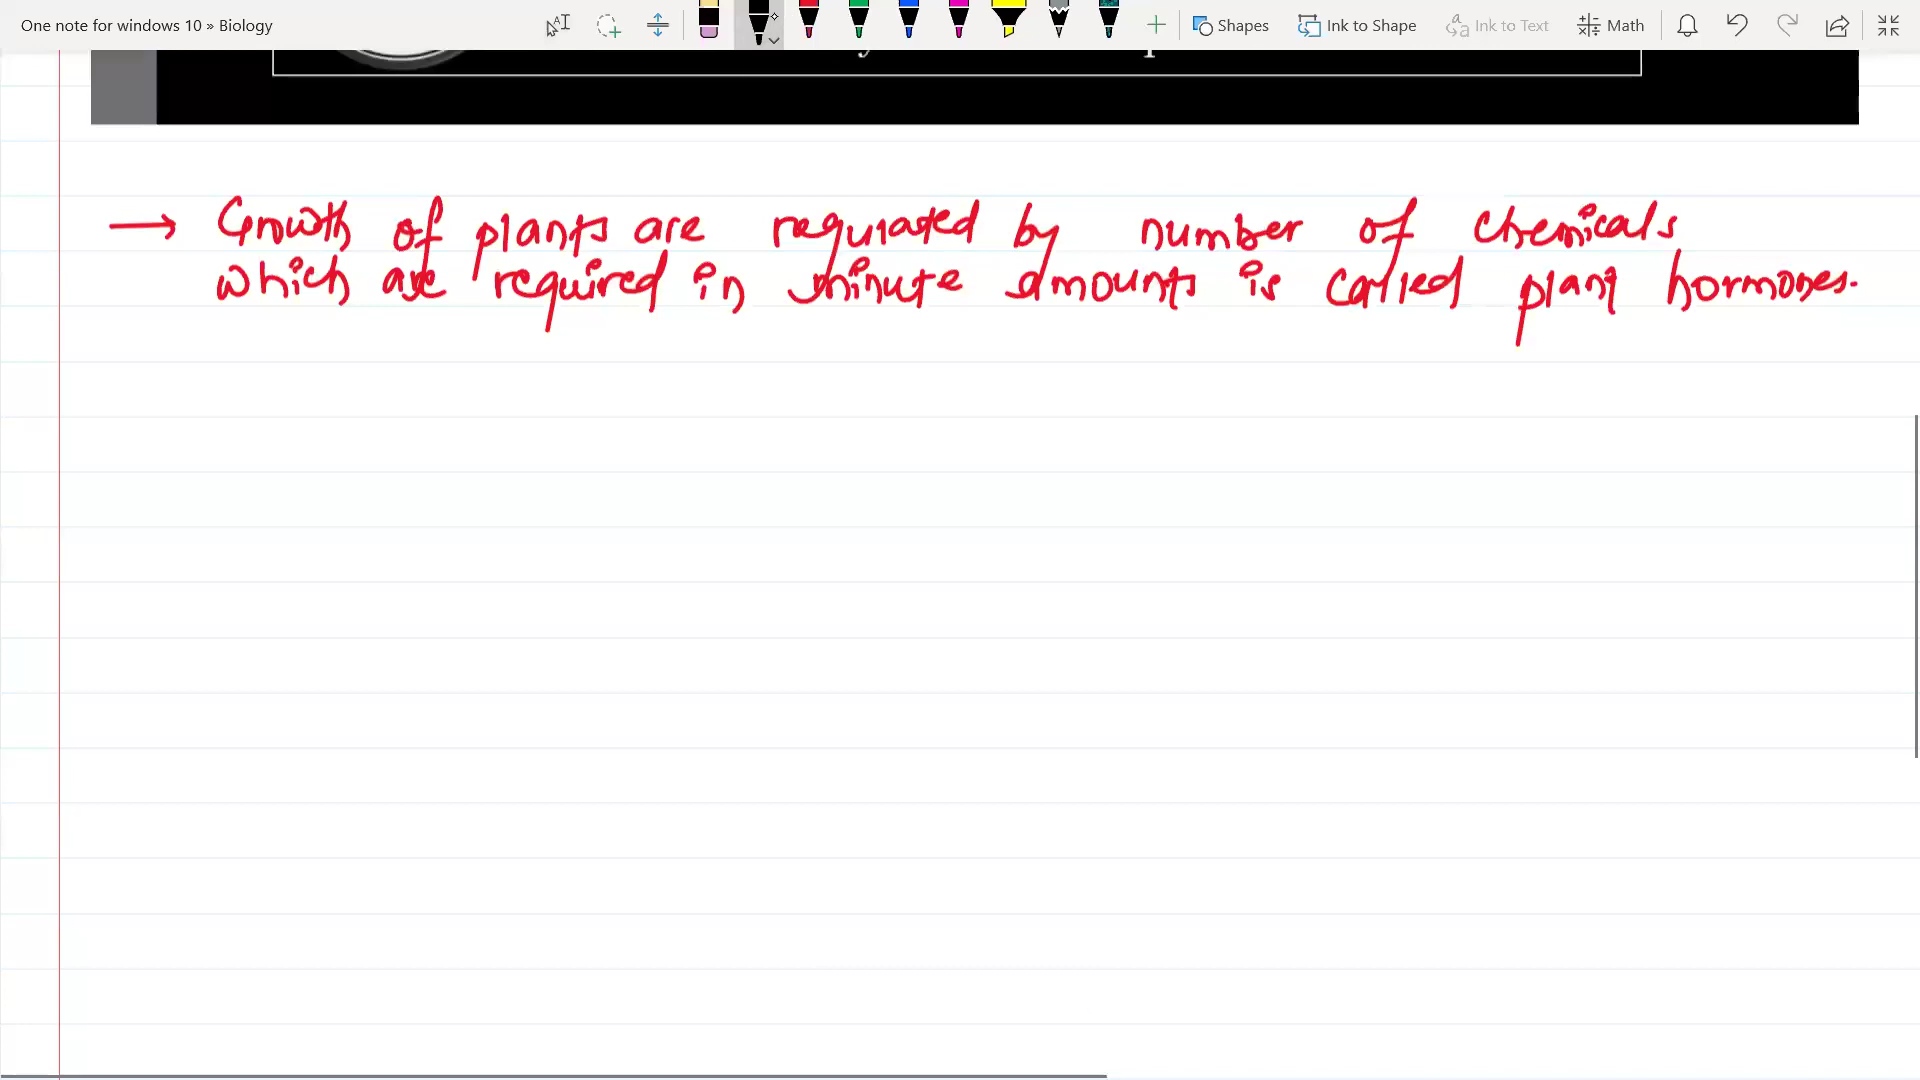 One note for windows 10 » Biology
Shapes
Ink to Shape
Ink to Text
Math
→ Growth of plants are regulated by number of chemicals
which are required in minute amounts is called plant hormones.